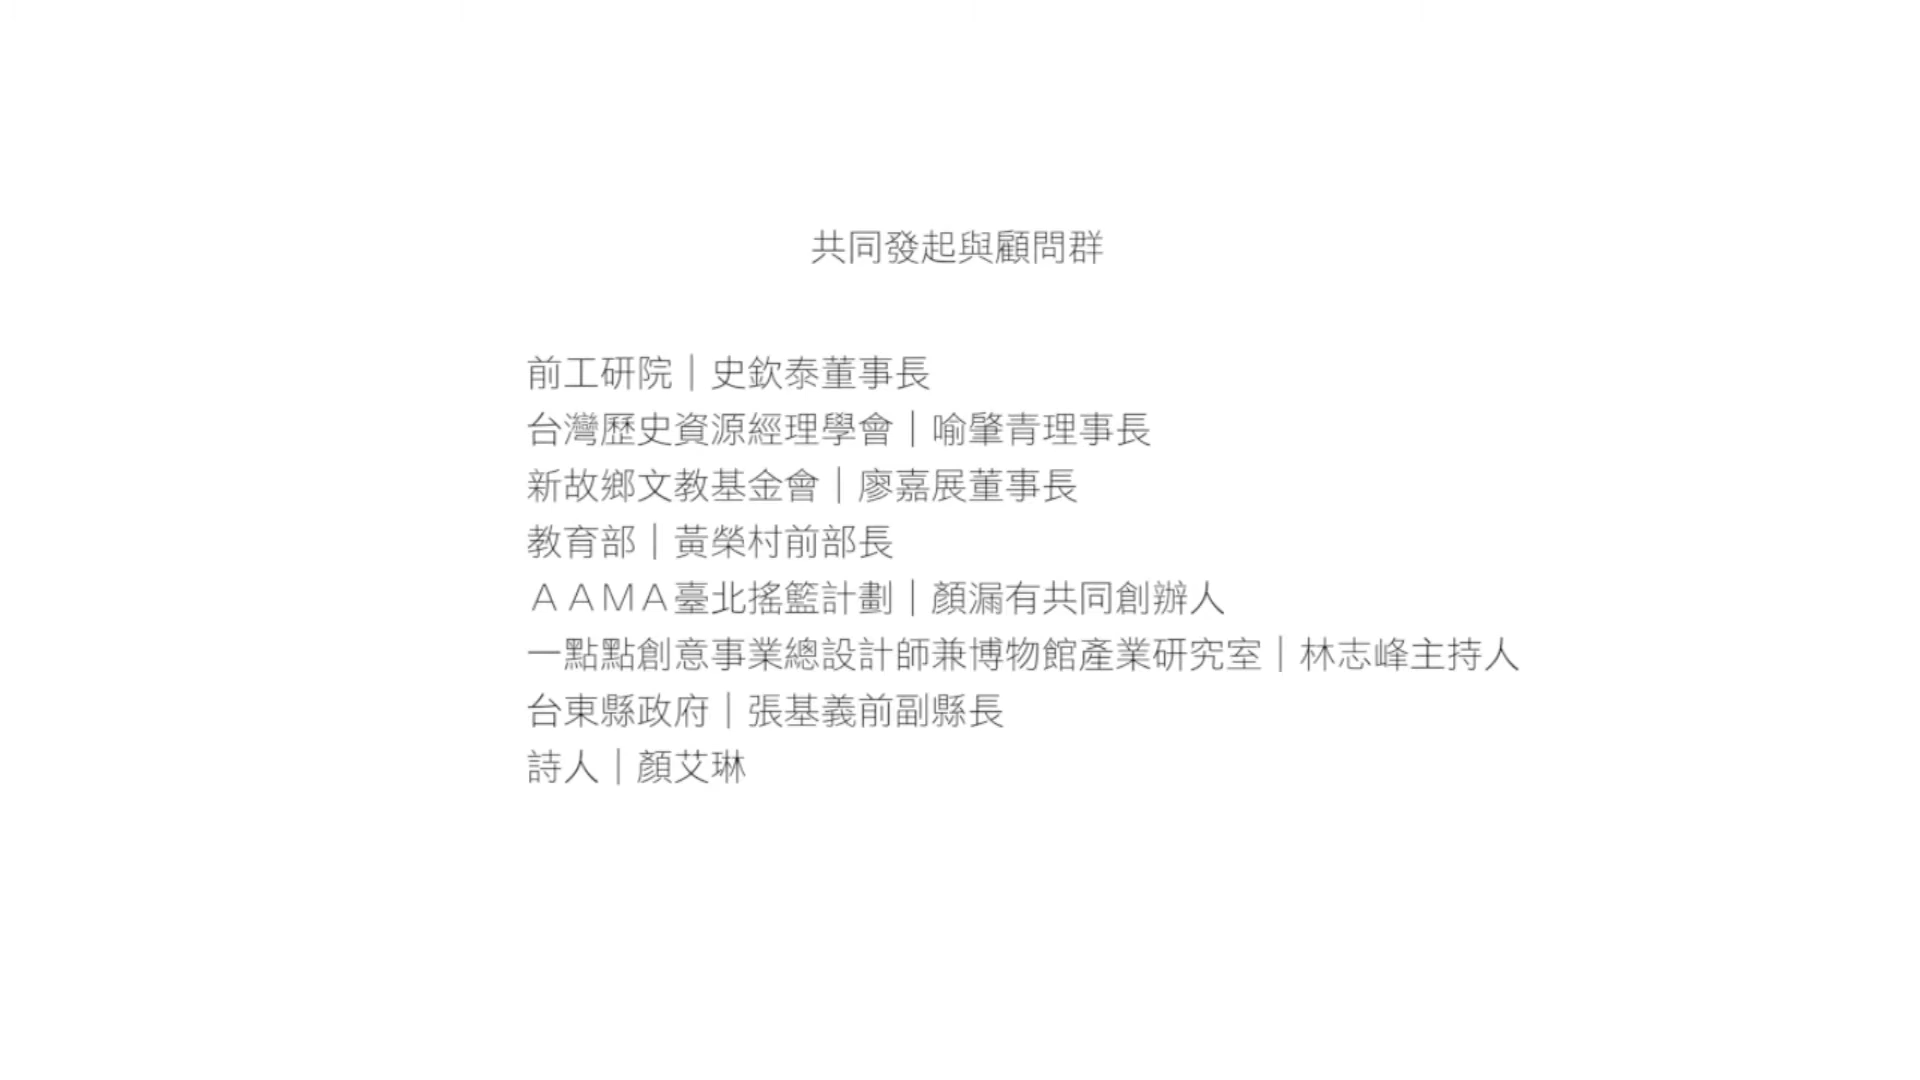 共同發起與顧問群
前工研院｜史欽泰董事長
台灣歷史資源經理學會｜喻肇青理事長
新故鄉文教基金會｜廖嘉展董事長
教育部｜黃榮村前部長
ＡＡＭＡ臺北搖籃計劃｜顏漏有共同創辦人
一點點創意事業總設計師兼博物館產業研究室｜林志峰主持人
台東縣政府｜張基義前副縣長
詩人｜顏艾琳